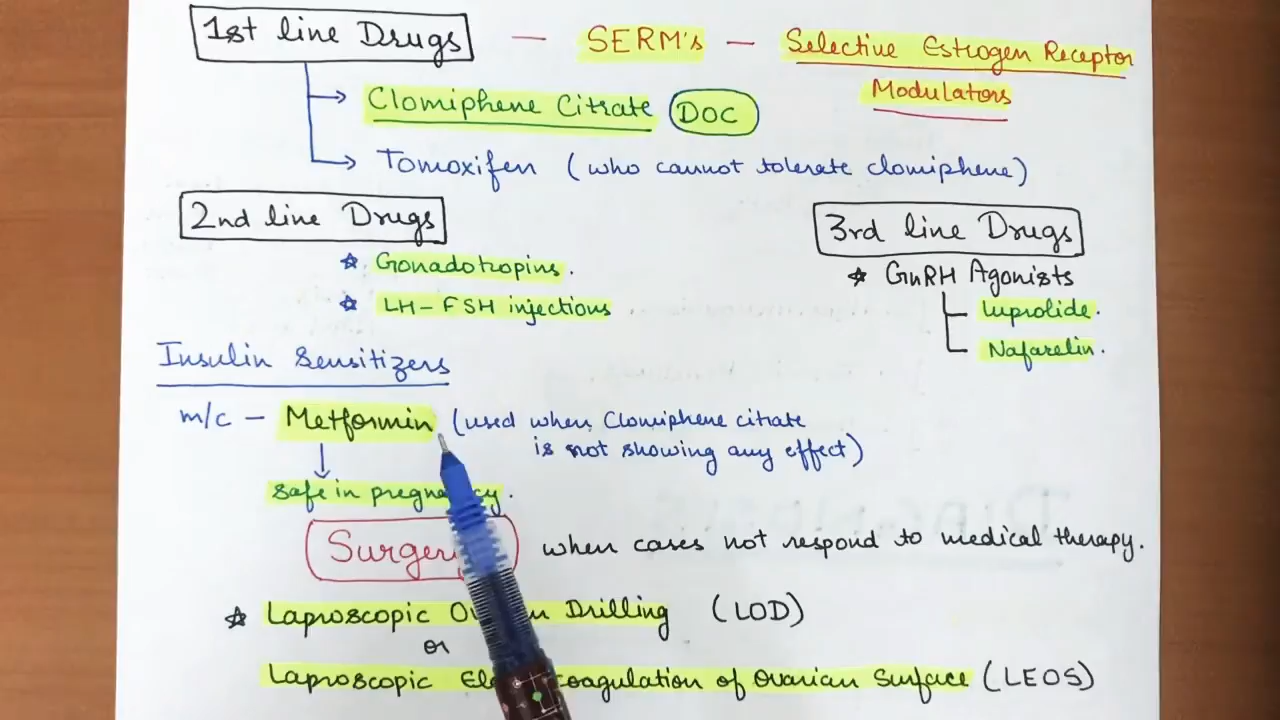 1st line Drugs — SERM's — Selective Estrogen Receptor
Modulators
Clomiphene Citrate DOC
Tomoxifen (who cannot tolerate clomiphene)
2nd line Drugs
Gonadotropins.
LH-FSH injections
3rd line Drugs
GnRH Agonists
luprolide.
Nafarelin.
Insulin Sensitizers
m/c - Metformin (used when Clomiphene citrate
is not showing any effect)
safe in
Surgery when cases not respond to medical therapy.
Laproscopic Drilling (LOD)
or
Laproscopic of Ovarian Surface (LEOS)